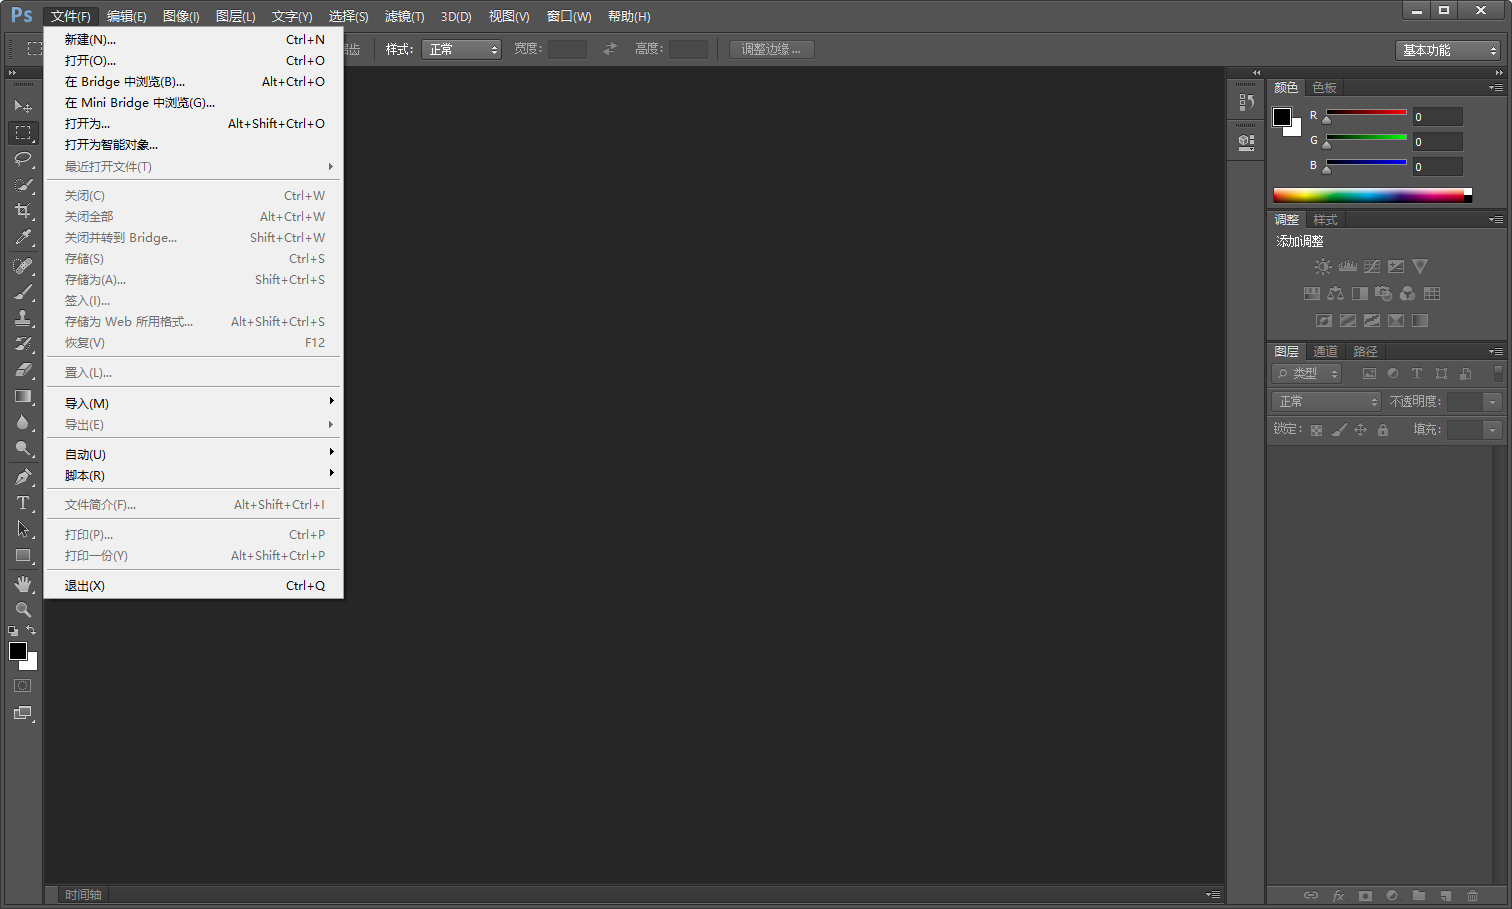 Ps 文件(F) 编辑(E) 图像(I) 图层(L) 文字(Y) 选择(S) 滤镜(T) 3D(D) 视图(V) 窗口(W) 帮助(H)
齿 样式: 正常 宽度: 高度: 调整边缘 ... 基本功能
新建(N)... Ctrl+N
打开(O)... Ctrl+O
在 Bridge 中浏览(B)... Alt+Ctrl+O
在 Mini Bridge 中浏览(G)...
打开为... Alt+Shift+Ctrl+O
打开为智能对象...
最近打开文件(T)
关闭(C) Ctrl+W
关闭全部 Alt+Ctrl+W
关闭并转到 Bridge... Shift+Ctrl+W
存储(S) Ctrl+S
存储为(A)... Shift+Ctrl+S
签入(I)...
存储为 Web 所用格式... Alt+Shift+Ctrl+S
恢复(V) F12
置入(L)...
导入(M)
导出(E)
自动(U)
脚本(R)
文件简介(F)... Alt+Shift+Ctrl+I
打印(P)... Ctrl+P
打印一份(Y) Alt+Shift+Ctrl+P
退出(X) Ctrl+Q
颜色 色板
R 0
G 0
B 0
调整 样式
添加调整
图层 通道 路径
类型
正常 不透明度:
锁定: 填充:
时间轴
fx